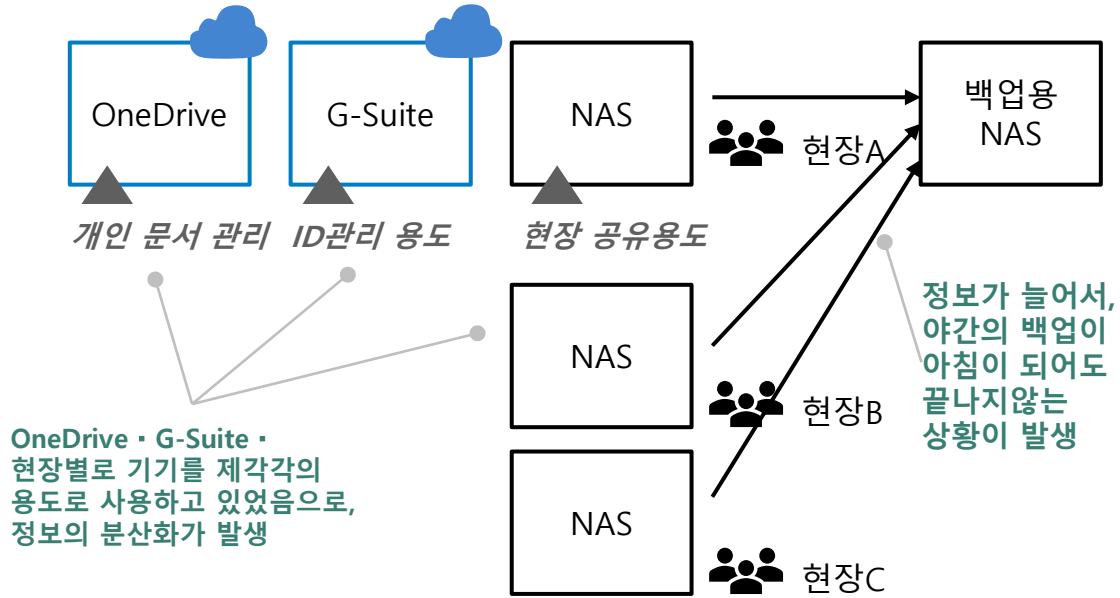 OneDrive
G-Suite
NAS
백업용
NAS
현장A
개인 문서 관리
ID관리 용도
현장 공유용도
정보가 늘어서,
야간의 백업이
아침이 되어도
끝나지않는
상황이 발생
NAS
현장B
OneDrive・G-Suite・
현장별로 기기를 제각각의
용도로 사용하고 있었음으로,
정보의 분산화가 발생
NAS
현장C